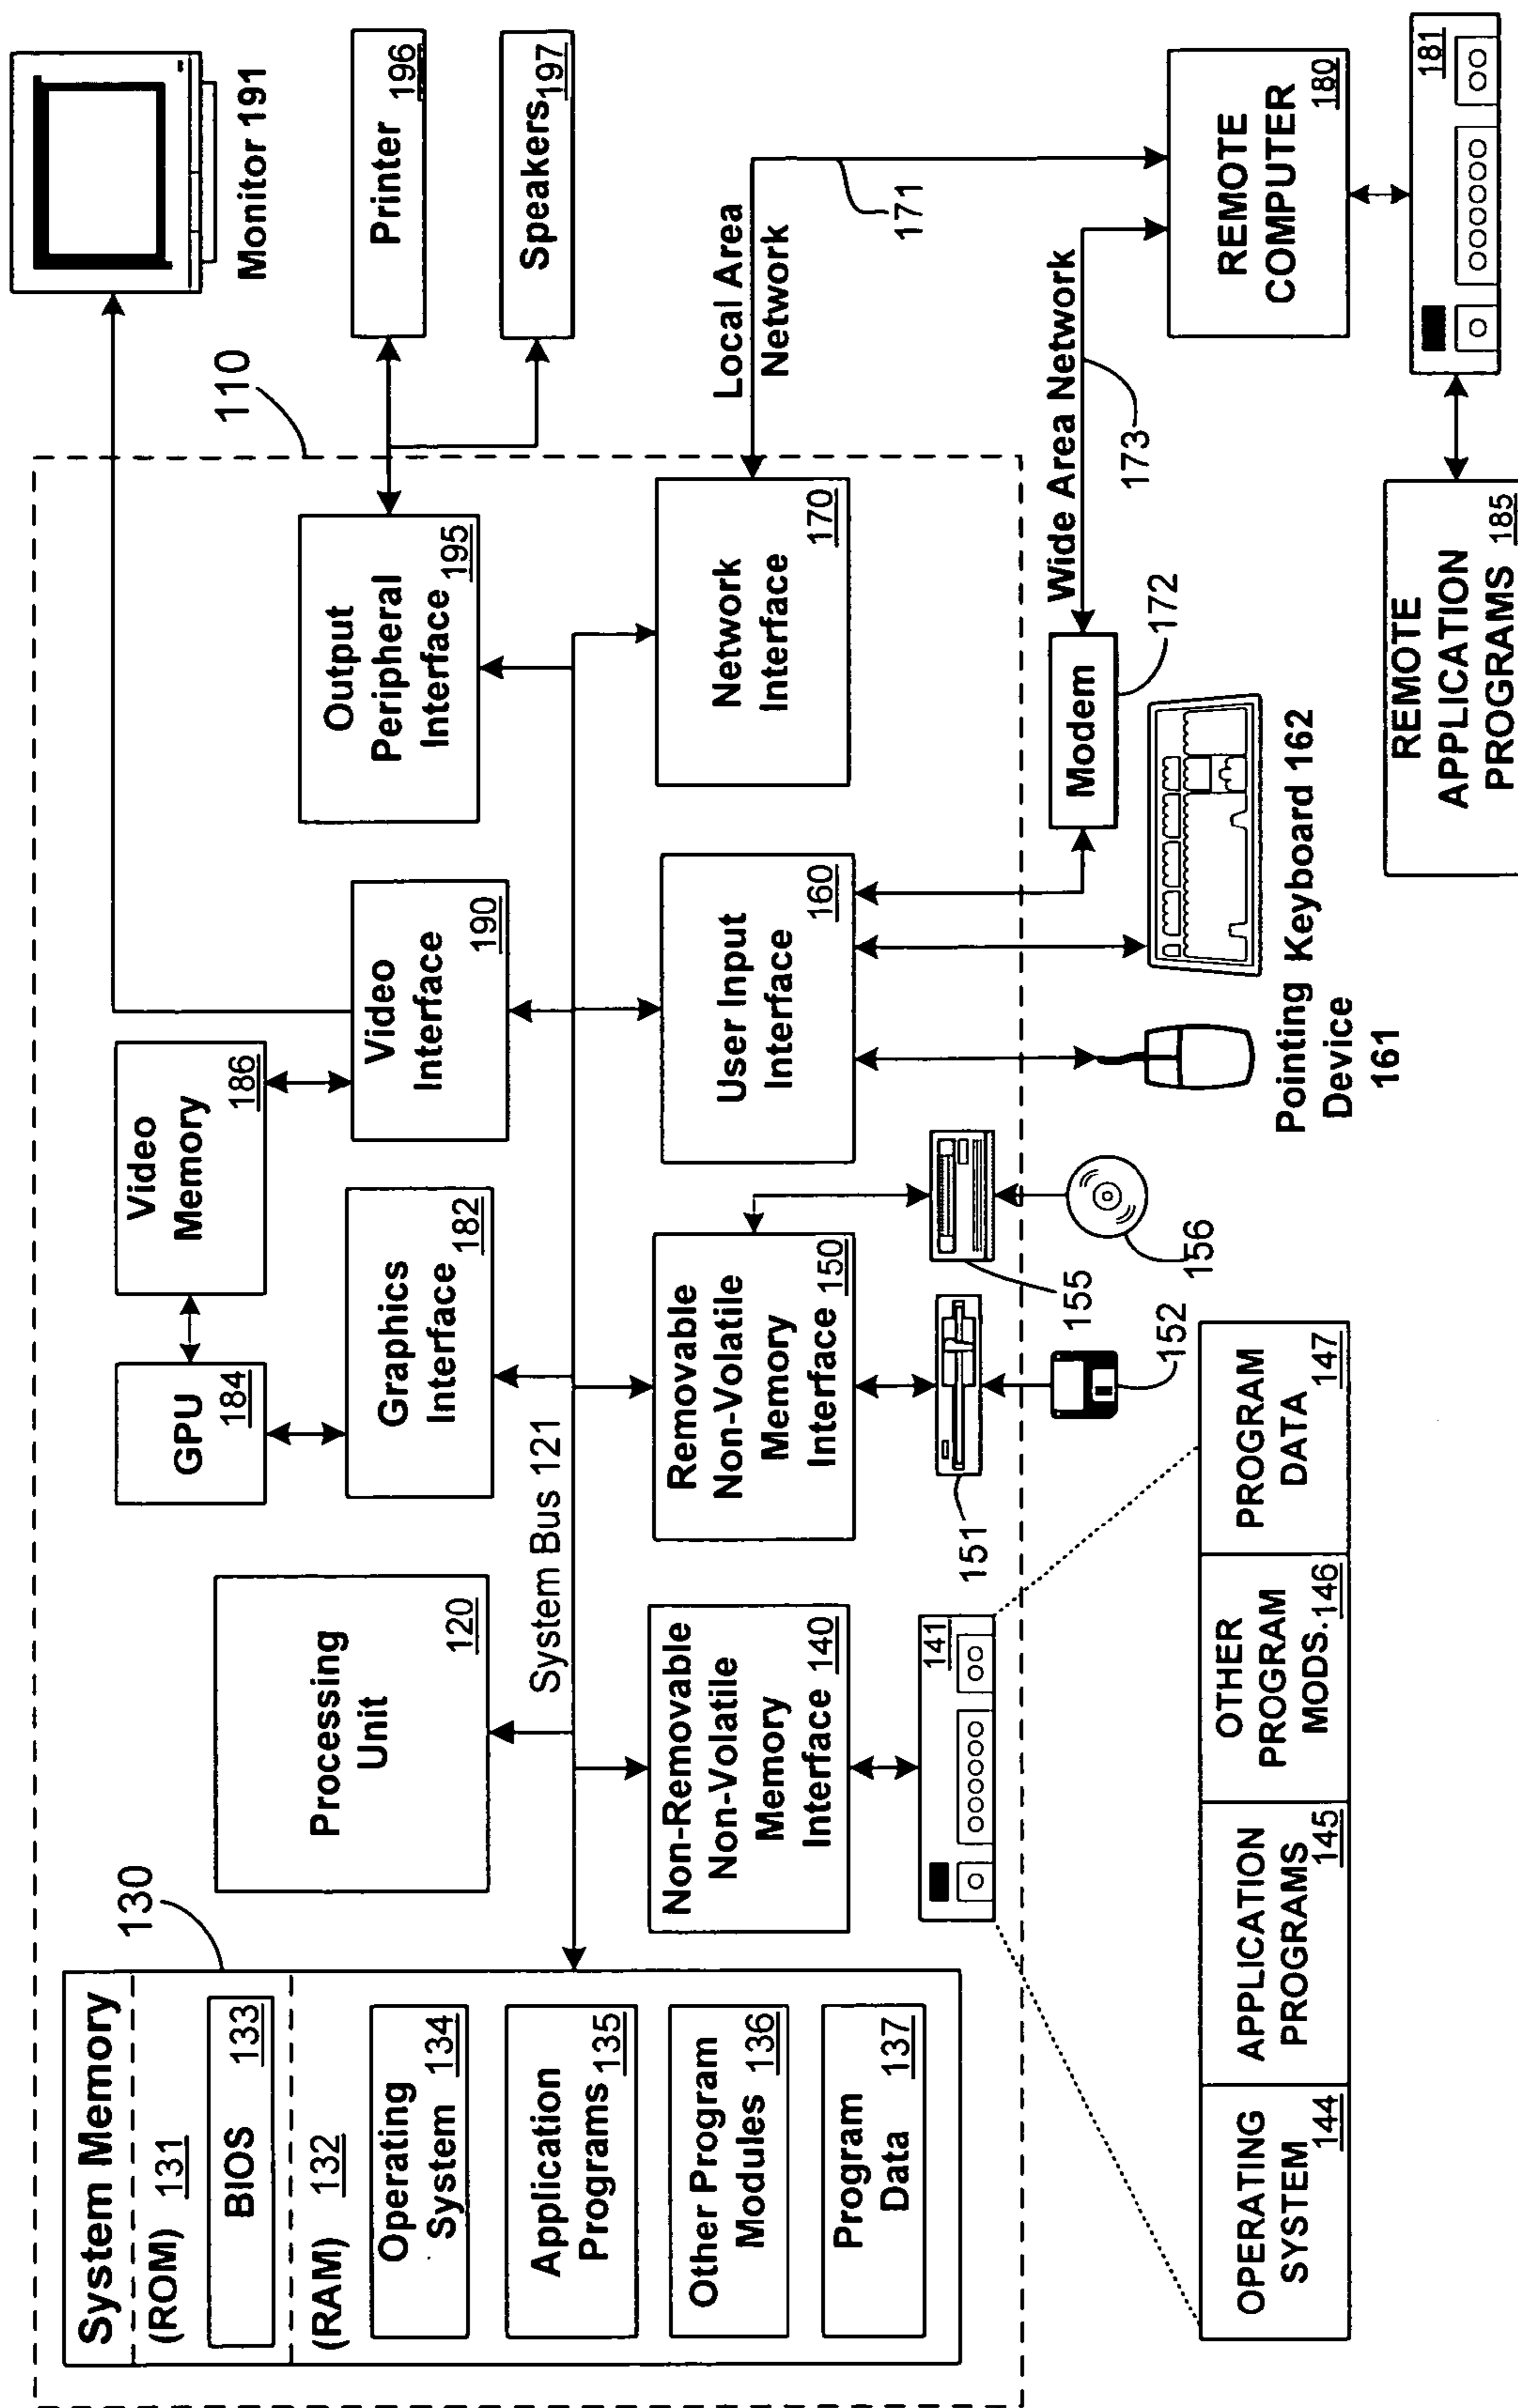 System Memory
(ROM) 131
BIOS 133
(RAM) 132
Operating
System 134
Application
Programs 135
Other Program
Modules 136
Program
Data 137
130
Processing
Unit
120
GPU
184
Video
Memory
186
Graphics
Interface
182
Video
Interface
190
Output
Peripheral
Interface 195
110
Monitor 191
Printer
196
Speakers 197
System Bus 121
Non-Removable
Non-Volatile
Memory
Interface 140
Removable
Non-Volatile
Memory
Interface 150
User Input
Interface
160
Network
Interface
170
Local Area
Network
171
141
151
155
152
156
Modem
172
Wide Area Network
173
Pointing
Device
161
Keyboard 162
REMOTE
COMPUTER
180
181
REMOTE
APPLICATION
PROGRAMS 185
OPERATING
SYSTEM
144
APPLICATION
PROGRAMS
145
OTHER
PROGRAM
MODS. 146
PROGRAM
DATA
147